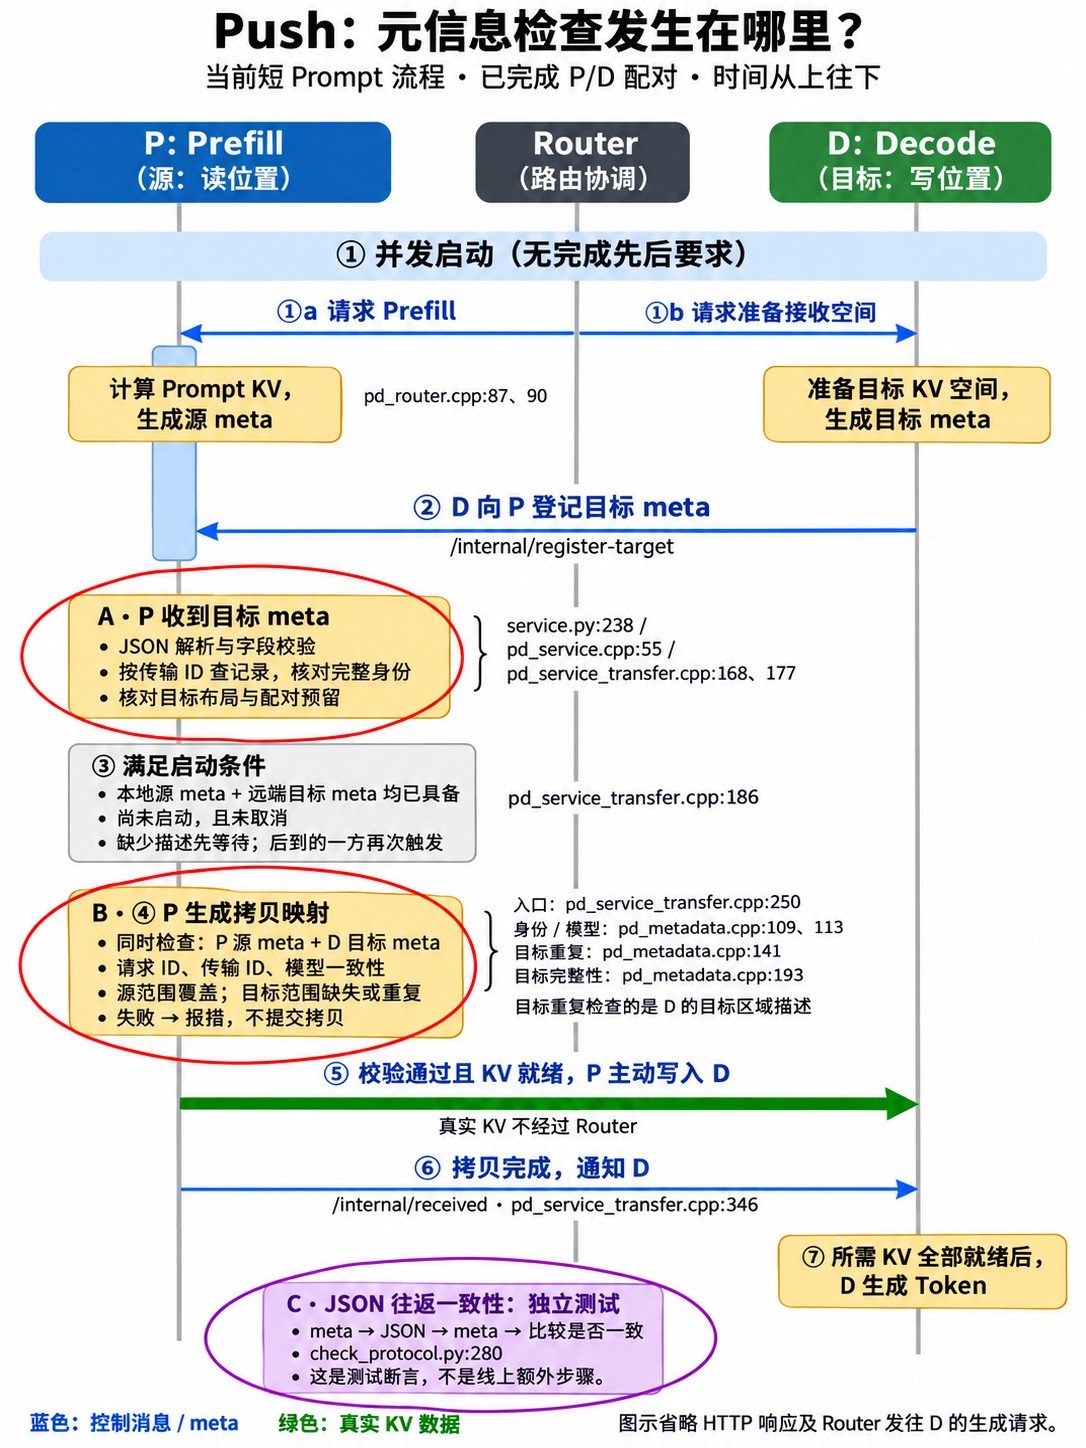 Push：元信息检查发生在哪里？
当前短 Prompt 流程 • 已完成 P/D 配对 • 时间从上往下
P：Prefill
（源：读位置）
Router
（路由协调）
D：Decode
（目标：写位置）
① 并发启动（无完成先后要求）
①a 请求 Prefill
①b 请求准备接收空间
计算 Prompt KV，
生成源 meta
pd_router.cpp:87、90
准备目标 KV 空间，
生成目标 meta
② D 向 P 登记目标 meta
/internal/register-target
A • P 收到目标 meta
• JSON 解析与字段校验
• 按传输 ID 查记录，核对完整身份
• 核对目标布局与配对预留
service.py:238 /
pd_service.cpp:55 /
pd_service_transfer.cpp:168、177
③ 满足启动条件
• 本地源 meta + 远端目标 meta 均已具备
• 尚未启动，且未取消
• 缺少描述先等待；后到的一方再次触发
pd_service_transfer.cpp:186
B • ④ P 生成拷贝映射
• 同时检查：P 源 meta + D 目标 meta
• 请求 ID、传输 ID、模型一致性
• 源范围覆盖；目标范围缺失或重复
• 失败 → 报措，不提交拷贝
入口：pd_service_transfer.cpp:250
身份 / 模型：pd_metadata.cpp:109、113
目标重复：pd_metadata.cpp:141
目标完整性：pd_metadata.cpp:193
目标重复检查的是 D 的目标区域描述
⑤ 校验通过且 KV 就绪，P 主动写入 D
真实 KV 不经过 Router
⑥ 拷贝完成，通知 D
/internal/received • pd_service_transfer.cpp:346
⑦ 所需 KV 全部就绪后，
D 生成 Token
C • JSON 往返一致性：独立测试
• meta → JSON → meta → 比较是否一致
• check_protocol.py:280
• 这是测试断言，不是线上额外步骤。
蓝色：控制消息 / meta
绿色：真实 KV 数据
图示省略 HTTP 响应及 Router 发往 D 的生成请求。